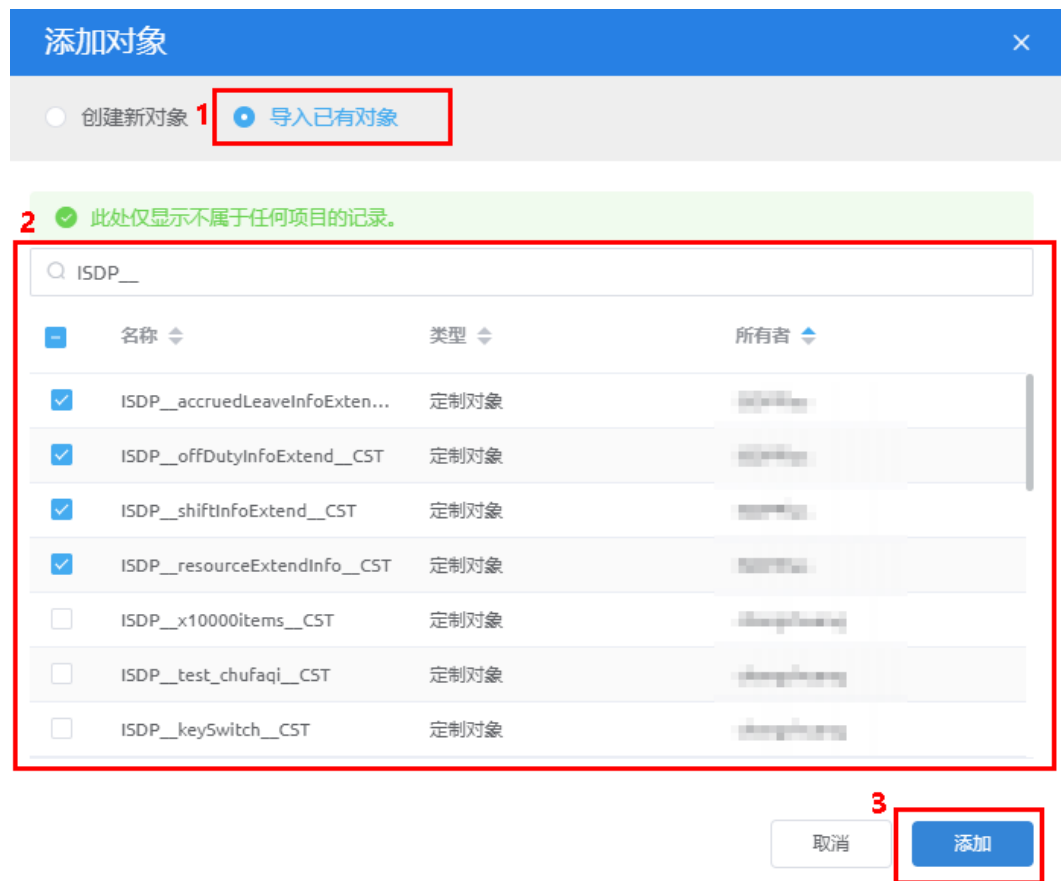 添加对象
创建新对象 1 导入已有对象
2 此处仅显示不属于任何项目的记录。
ISDP__
名称 类型 所有者
ISDP__accruedLeaveInfoExten... 定制对象
ISDP__offDutyInfoExtend__CST 定制对象
ISDP__shiftInfoExtend__CST 定制对象
ISDP__resourceExtendInfo__CST 定制对象
ISDP__x10000items__CST 定制对象
ISDP__test_chufaqi__CST 定制对象
ISDP__keySwitch__CST 定制对象
3
取消 添加